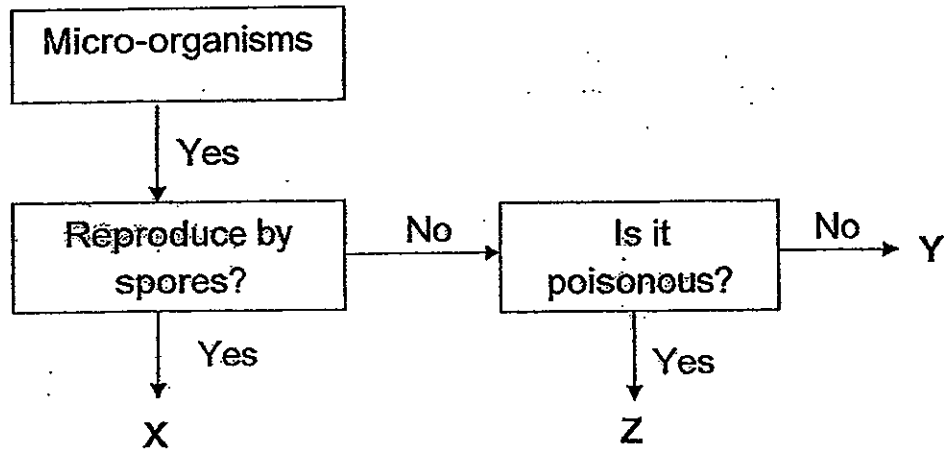 Micro-organisms
Yes
Reproduce by
spores?
No
Is it
poisonous?
No
Y
Yes
X
Yes
Z